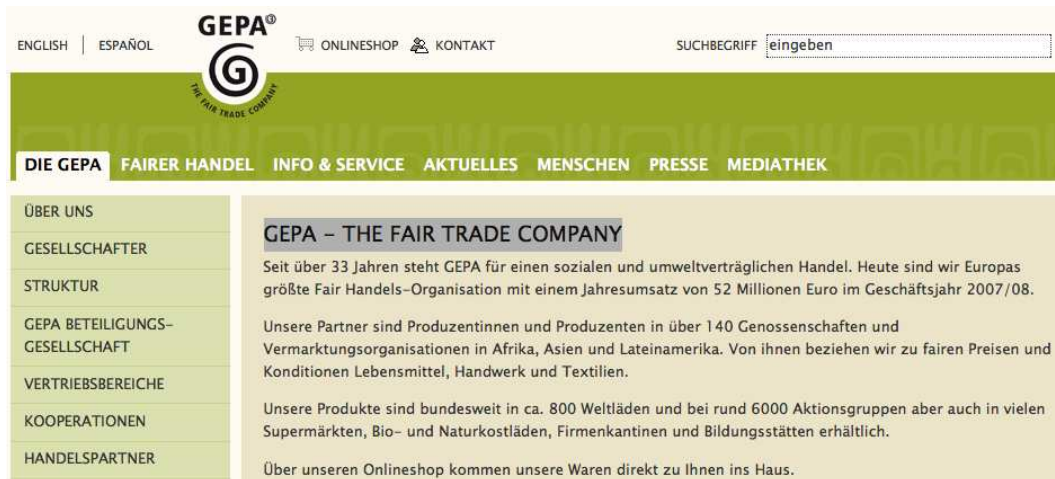 ENGLISH | ESPAÑOL
GEPA®
G
THE FAIR TRADE COMPANY
ONLINESHOP KONTAKT
SUCHBEGRIFF eingeben
DIE GEPA FAIRER HANDEL INFO & SERVICE AKTUELLES MENSCHEN PRESSE MEDIATHEK
ÜBER UNS
GESELLSCHAFTER
STRUKTUR
GEPA BETEILIGUNGS-
GESELLSCHAFT
VERTRIEBSBEREICHE
KOOPERATIONEN
HANDELSPARTNER
GEPA – THE FAIR TRADE COMPANY
Seit über 33 Jahren steht GEPA für einen sozialen und umweltverträglichen Handel. Heute sind wir Europas
größte Fair Handels-Organisation mit einem Jahresumsatz von 52 Millionen Euro im Geschäftsjahr 2007/08.
Unsere Partner sind Produzentinnen und Produzenten in über 140 Genossenschaften und
Vermarktungsorganisationen in Afrika, Asien und Lateinamerika. Von ihnen beziehen wir zu fairen Preisen und
Konditionen Lebensmittel, Handwerk und Textilien.
Unsere Produkte sind bundesweit in ca. 800 Weltläden und bei rund 6000 Aktionsgruppen aber auch in vielen
Supermärkten, Bio- und Naturkostläden, Firmenkantinen und Bildungsstätten erhältlich.
Über unseren Onlineshop kommen unsere Waren direkt zu Ihnen ins Haus.